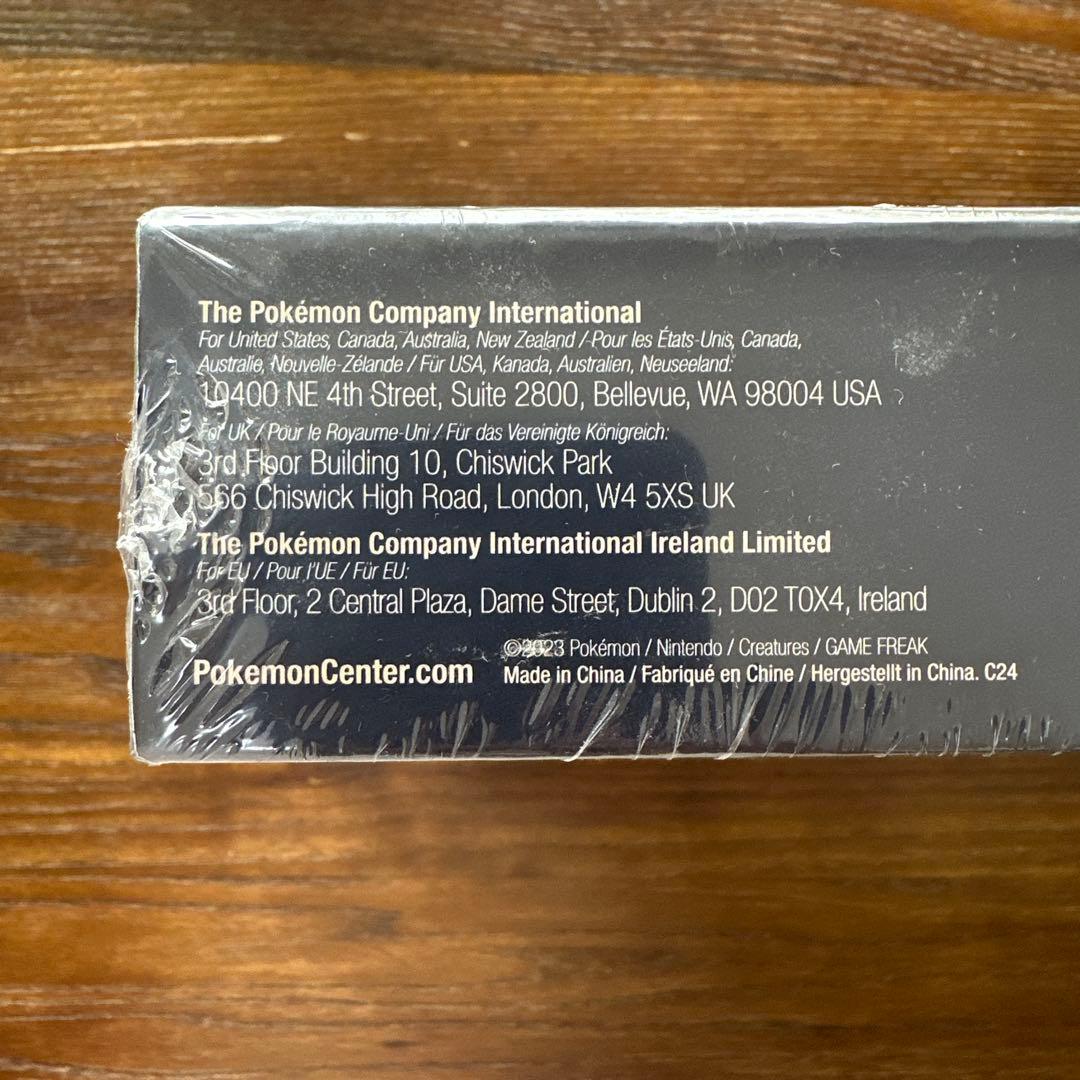 The Pokémon Company International
For United States, Canada, Australia, New Zealand / Pour les États-Unis, Canada,
Australie, Nouvelle-Zélande / Für USA, Kanada, Australien, Neuseeland:
10400 NE 4th Street, Suite 2800, Bellevue, WA 98004 USA
For UK / Pour le Royaume-Uni / Für das Vereinigte Königreich:
3rd Floor Building 10, Chiswick Park
566 Chiswick High Road, London, W4 5XS UK
The Pokémon Company International Ireland Limited
For EU / Pour l'UE / Für EU:
3rd Floor, 2 Central Plaza, Dame Street, Dublin 2, D02 T0X4, Ireland
©2023 Pokémon / Nintendo / Creatures / GAME FREAK
PokemonCenter.com Made in China / Fabriqué en Chine / Hergestellt in China. C24